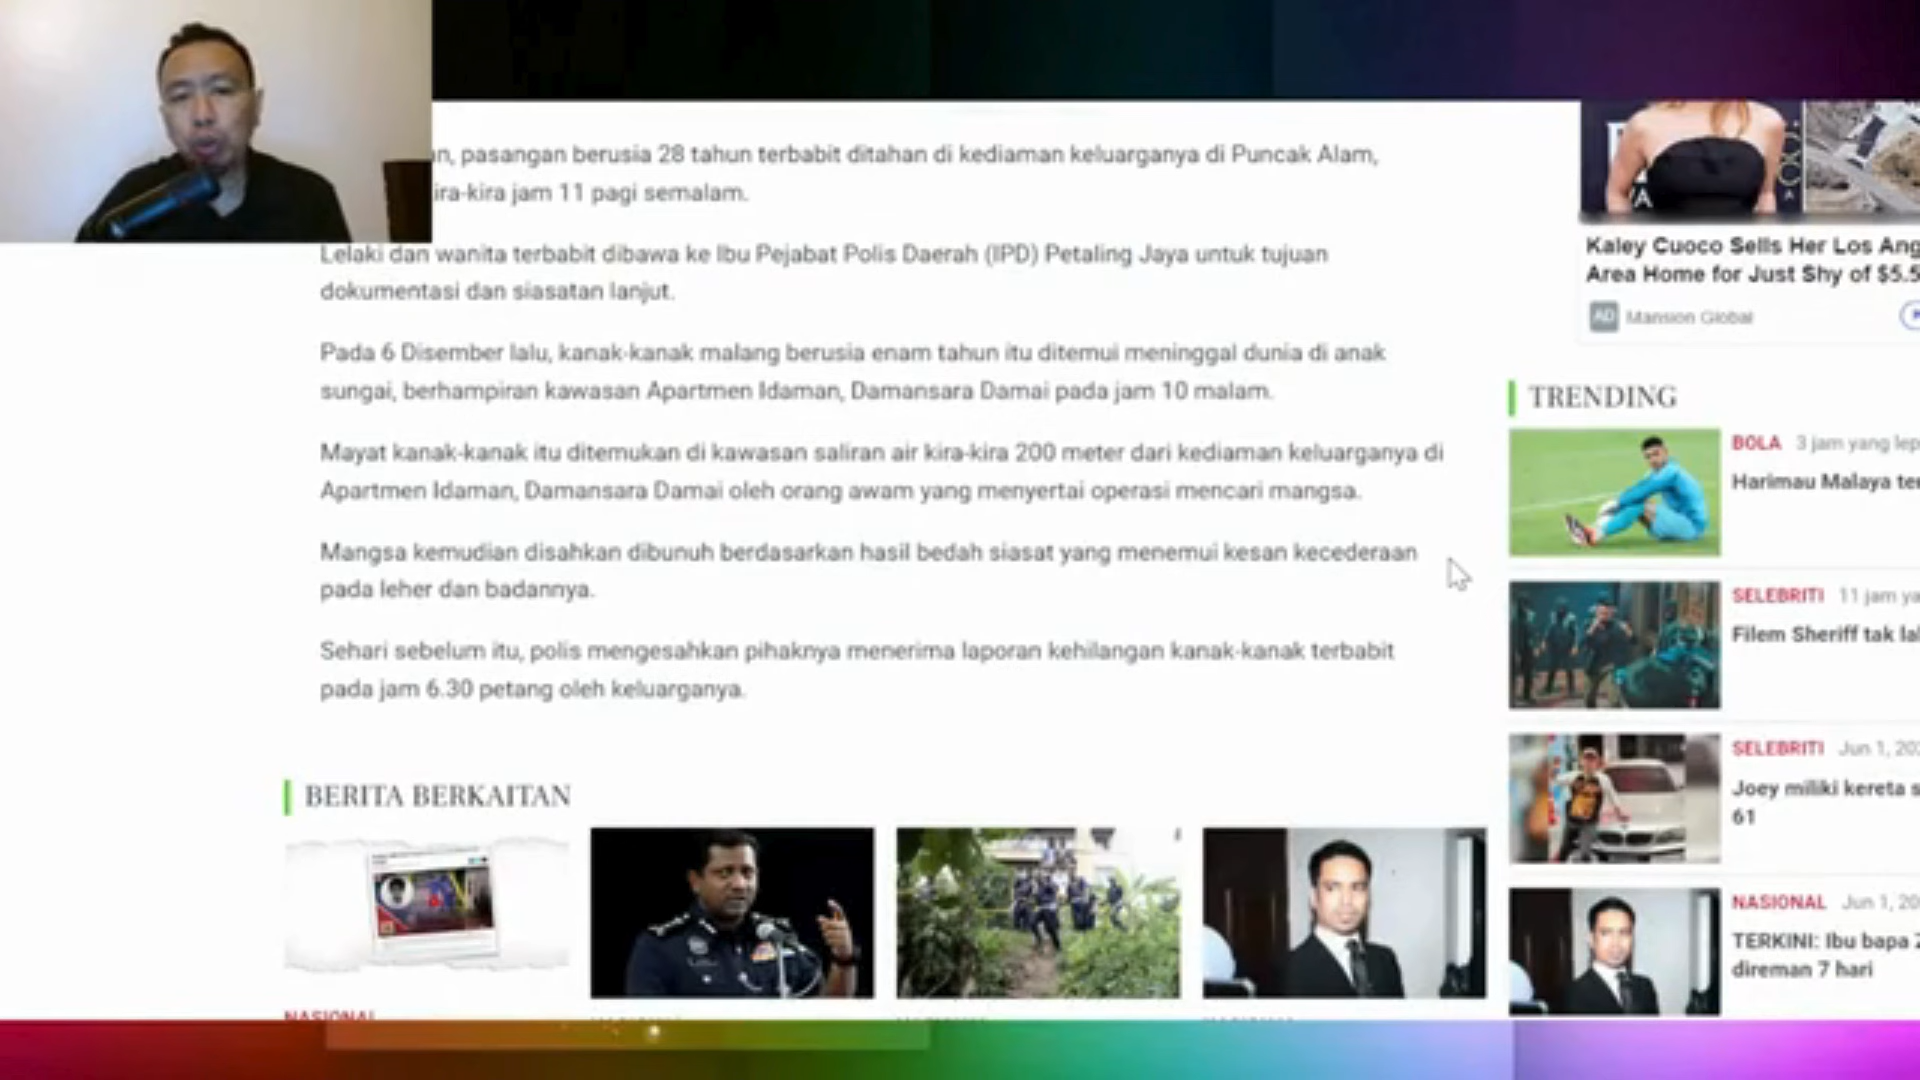 pasangan berusia 28 tahun terbabit ditahan di kediaman keluarganya di Puncak Alam,
jam 11 pagi semalam.
Lelaki dan wanita terbabit dibawa ke Ibu Pejabat Polis Daerah (IPD) Petaling Jaya untuk tujuan
dokumentasi dan siasatan lanjut.
Pada 6 Disember lalu, kanak-kanak malang berusia enam tahun itu ditemui meninggal dunia di anak
sungai, berhampiran kawasan Apartmen Idaman, Damansara Damai pada jam 10 malam.
Mayat kanak-kanak itu ditemukan di kawasan saliran air kira-kira 200 meter dari kediaman keluarganya di
Apartmen Idaman, Damansara Damai oleh orang awam yang menyertai operasi mencari mangsa.
Mangsa kemudian disahkan dibunuh berdasarkan hasil bedah siasat yang menemui kesan kecederaan
pada leher dan badannya.
Sehari sebelum itu, polis mengesahkan pihaknya menerima laporan kehilangan kanak-kanak terbabit
pada jam 6.30 petang oleh keluarganya.
BERITA BERKAITAN
NASIONAL
Kaley Cuoco Sells Her Los Ang
Area Home for Just Shy of $5.5
AD Mansion Global
TRENDING
BOLA 3 jam yang lep
Harimau Malaya ter
SELEBRITI 11 jam ya
Filem Sheriff tak la
SELEBRITI Jun 1, 20
Joey miliki kereta s
61
NASIONAL Jun 1, 20
TERKINI: Ibu bapa Z
direman 7 hari